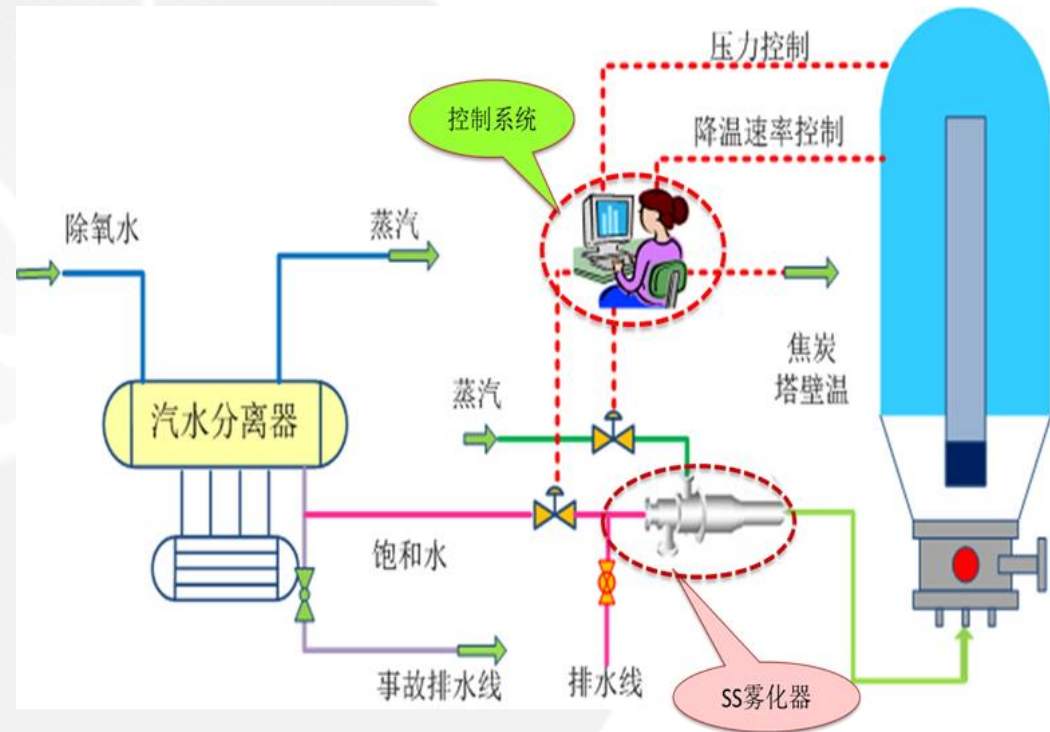 压力控制
控制系统
降温速率控制
除氧水
蒸汽
焦炭
塔壁温
蒸汽
汽水分离器
饱和水
事故排水线
排水线
SS雾化器